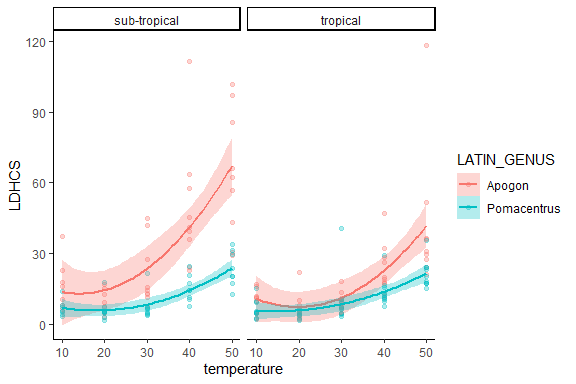 sub-tropical
tropical
120
90
60
30
0
LDHCS
10 20 30 40 50
10 20 30 40 50
temperature
LATIN_GENUS
Apogon
Pomacentrus